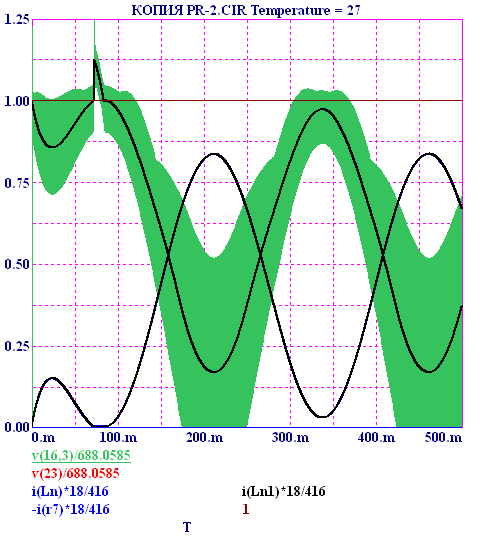 КОПИЯ PR-2.CIR Temperature = 27
1.25
1.00
0.75
0.50
0.25
0.00
0.m 100.m 200.m 300.m 400.m 500.m
v(16,3)/688.0585
v(23)/688.0585
i(Ln)*18/416 i(Ln1)*18/416
-i(r7)*18/416 1
T